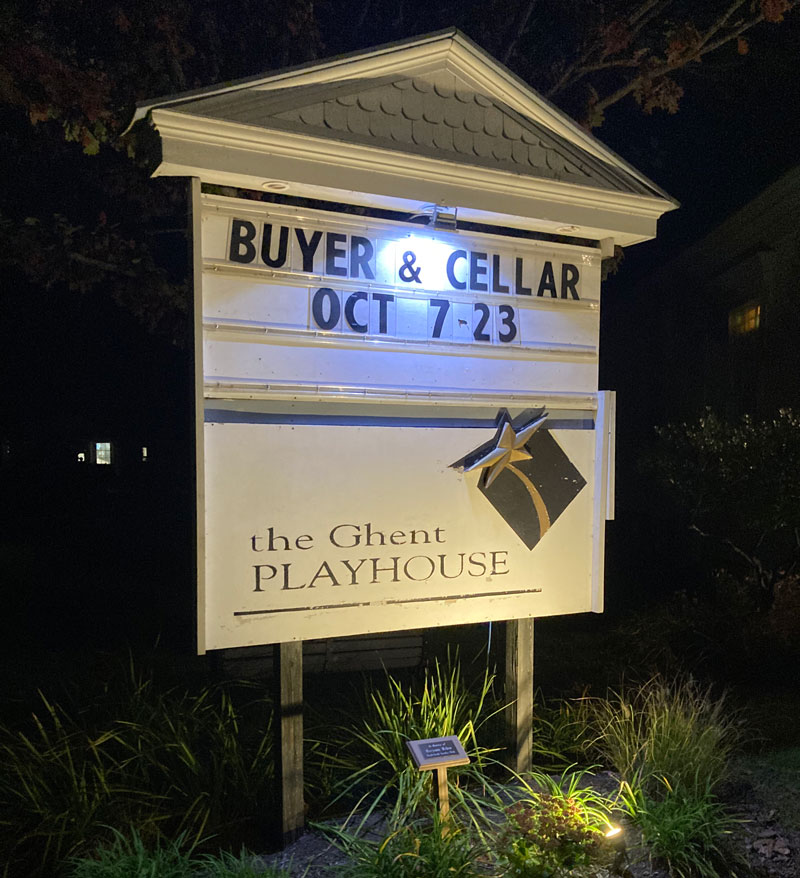 BUYER & CELLAR
OCT 7-23
the Ghent
PLAYHOUSE